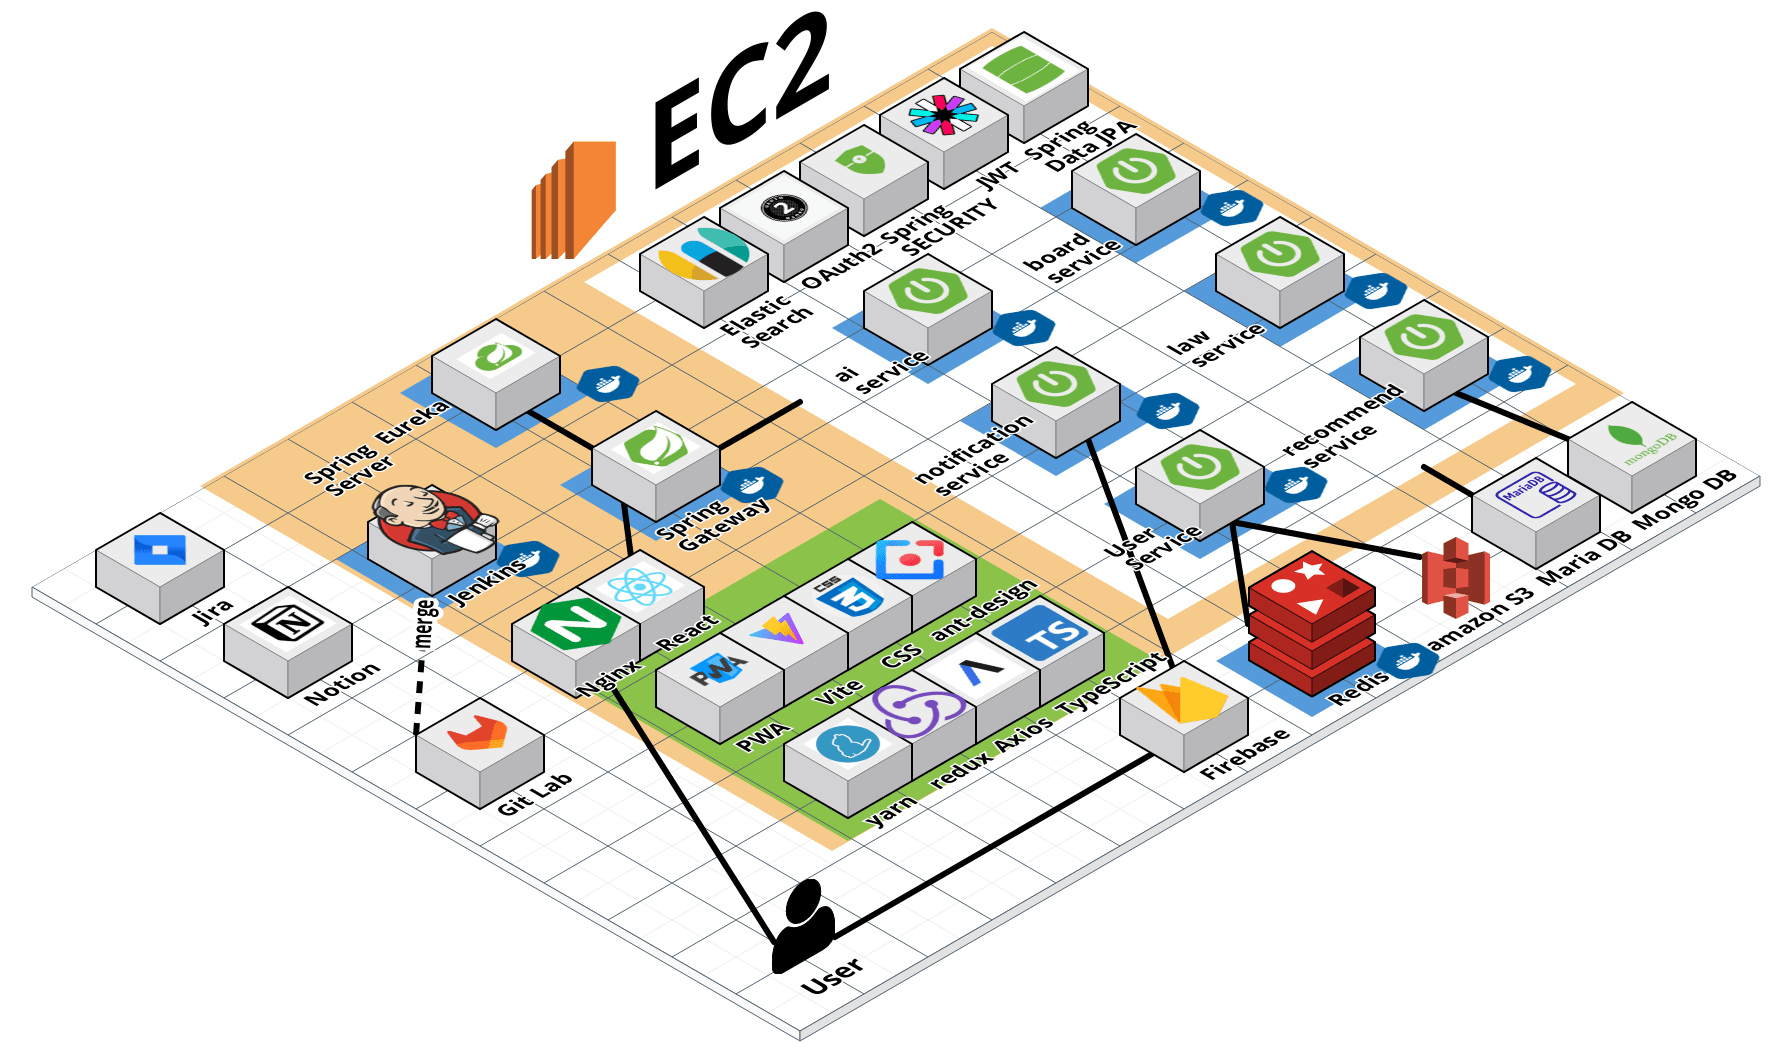 EC2
Spring
Data JPA
JWT
Spring
SECURITY
OAuth2
Elastic
Search
board
service
law
service
ai
service
recommend
service
notification
service
User
Service
Spring Eureka
Server
Spring
Gateway
Jenkins
merge
Jira
Notion
Git Lab
Nginx
React
PWA
PWA
Vite
CSS
CSS
ant-design
yarn
redux
Axios
TS
TypeScript
Firebase
Redis
amazon S3
MariaDB
Maria DB
mongoDB
Mongo DB
User